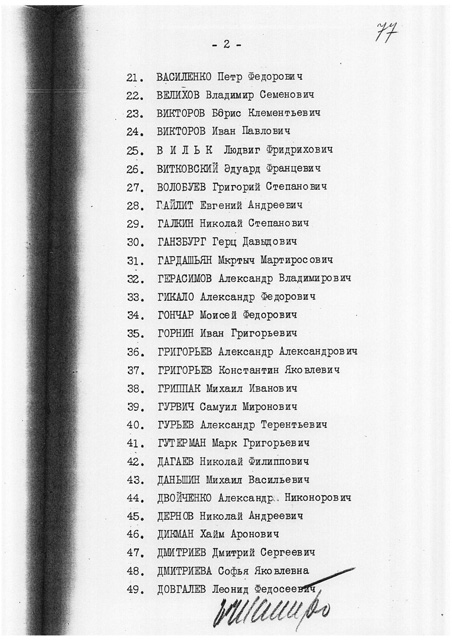 77
- 2 -
21. ВАСИЛЕНКО Петр Федорович
22. ВЕЛИХОВ Владимир Семенович
23. ВИКТОРОВ Борис Клементьевич
24. ВИКТОРОВ Иван Павлович
25. В И Л Ь К Людвиг Фридрихович
26. ВИТКОВСКИЙ Эдуард Францевич
27. ВОЛОБУЕВ Григорий Степанович
28. ГАЙЛИТ Евгений Андреевич
29. ГАЛКИН Николай Степанович
30. ГАНЗБУРГ Герц Давыдович
31. ГАРДАШЬЯН Мкртыч Мартиросович
32. ГЕРАСИМОВ Александр Владимирович
33. ГИКАЛО Александр Федорович
34. ГОНЧАР Моисей Федорович
35. ГОРНИН Иван Григорьевич
36. ГРИГОРЬЕВ Александр Александрович
37. ГРИГОРЬЕВ Константин Яковлевич
38. ГРИППАК Михаил Иванович
39. ГУРВИЧ Самуил Миронович
40. ГУРЬЕВ Александр Терентьевич
41. ГУТЕРМАН Марк Григорьевич
42. ДАГАЕВ Николай Филиппович
43. ДАНЬШИН Михаил Васильевич
44. ДВОЙЧЕНКО Александр Никонорович
45. ДЕРНОВ Николай Андреевич
46. ДИКМАН Хайм Аронович
47. ДМИТРИЕВ Дмитрий Сергеевич
48. ДМИТРИЕВА Софья Яковлевна
49. ДОВГАЛЕВ Леонид Федосеевич